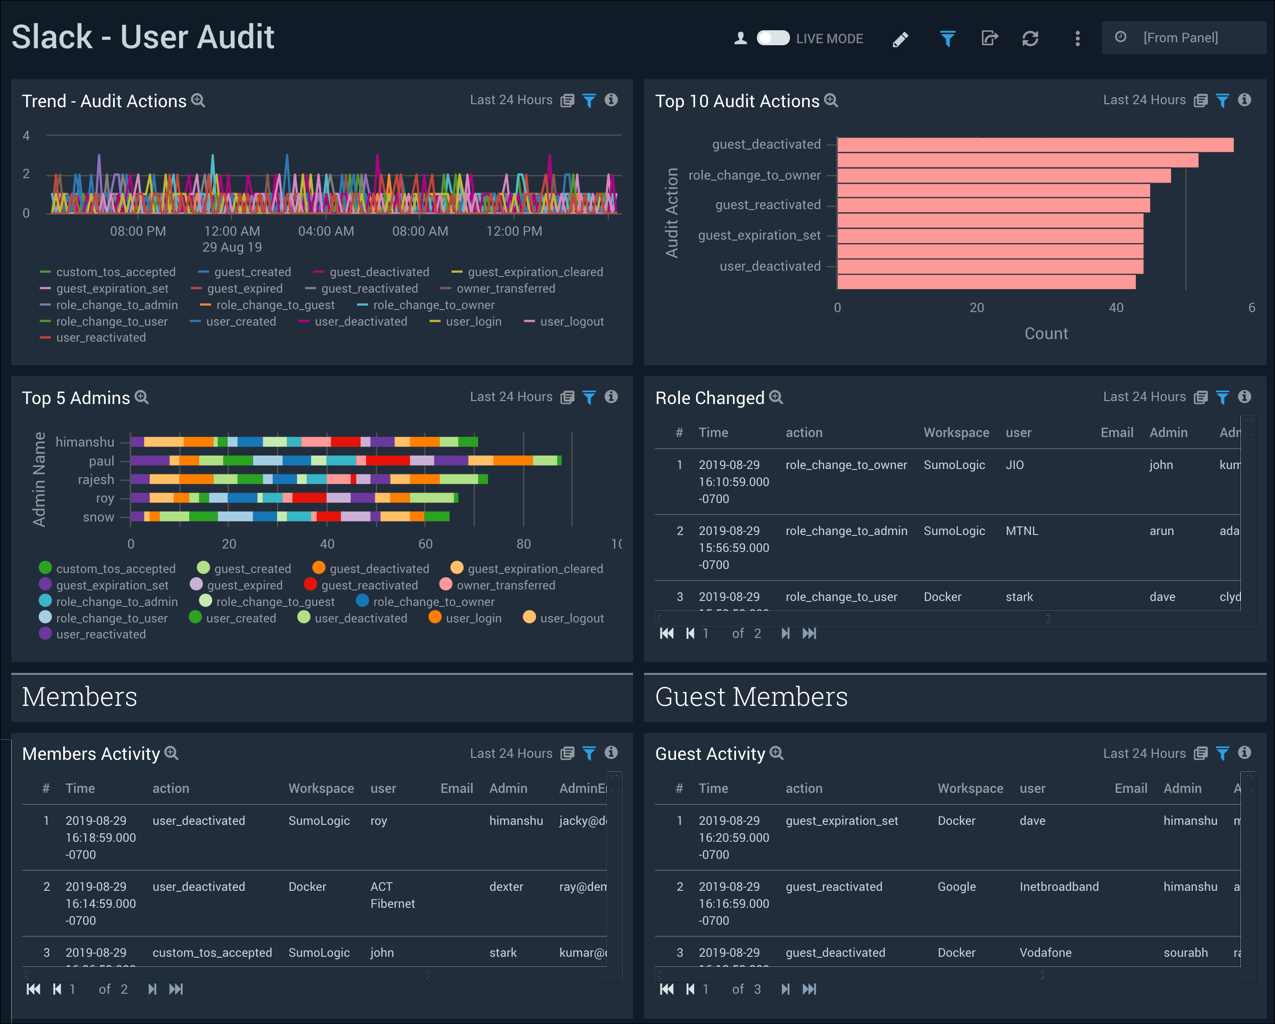 Slack - User Audit
LIVE MODE
[From Panel]
Trend - Audit Actions
Last 24 Hours
4
2
0
08:00 PM 12:00 AM 04:00 AM 08:00 AM 12:00 PM
29 Aug 19
custom_tos_accepted guest_created guest_deactivated guest_expiration_cleared
guest_expiration_set guest_expired guest_reactivated owner_transferred
role_change_to_admin role_change_to_guest role_change_to_owner
role_change_to_user user_created user_deactivated user_login user_logout
user_reactivated
Top 10 Audit Actions
Last 24 Hours
Audit Action
guest_deactivated
role_change_to_owner
guest_reactivated
guest_expiration_set
user_deactivated
0 20 40 6
Count
Top 5 Admins
Last 24 Hours
Admin Name
himanshu
paul
rajesh
roy
snow
0 20 40 60 80 10
custom_tos_accepted guest_created guest_deactivated guest_expiration_cleared
guest_expiration_set guest_expired guest_reactivated owner_transferred
role_change_to_admin role_change_to_guest role_change_to_owner
role_change_to_user user_created user_deactivated user_login user_logout
user_reactivated
Role Changed
Last 24 Hours
# Time action Workspace user Email Admin Adn
1 2019-08-29 role_change_to_owner SumoLogic JIO john kum
16:10:59.000
-0700
2 2019-08-29 role_change_to_admin SumoLogic MTNL arun ada
15:56:59.000
-0700
3 2019-08-29 role_change_to_user Docker stark dave clyd
1 of 2
Members
Guest Members
Members Activity
Last 24 Hours
# Time action Workspace user Email Admin AdminE
1 2019-08-29 user_deactivated SumoLogic roy himanshu jacky@d
16:18:59.000
-0700
2 2019-08-29 user_deactivated Docker ACT dexter ray@dem
16:14:59.000 Fibernet
-0700
3 2019-08-29 custom_tos_accepted SumoLogic john stark kumar@
1 of 2
Guest Activity
Last 24 Hours
# Time action Workspace user Email Admin A
1 2019-08-29 guest_expiration_set Docker dave himanshu m
16:20:59.000
-0700
2 2019-08-29 guest_reactivated Google Inetbroadband himanshu a
16:16:59.000
-0700
3 2019-08-29 guest_deactivated Docker Vodafone sourabh ra
1 of 3